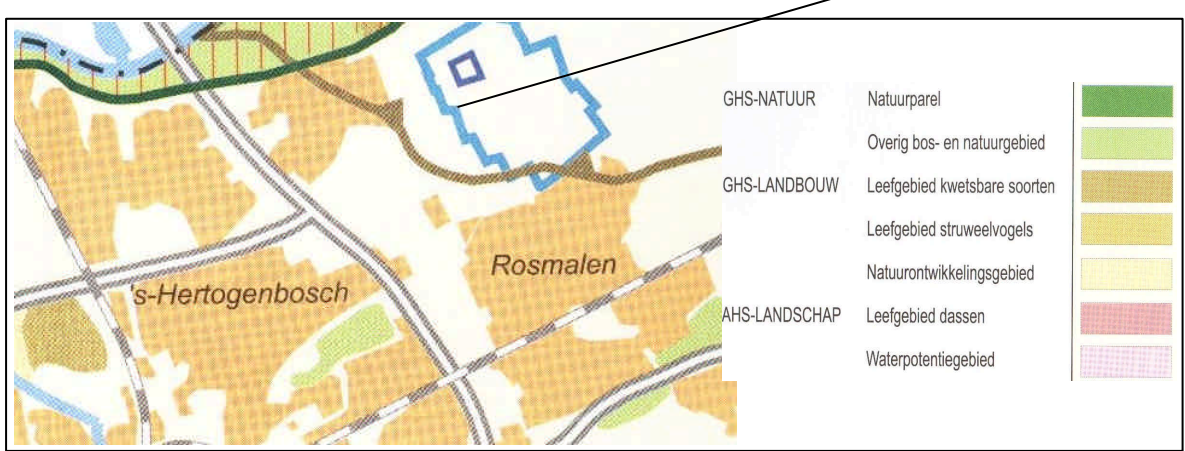 Rosmalen
's-Hertogenbosch
GHS-NATUUR Natuurparel
Overig bos- en natuurgebied
GHS-LANDBOUW Leefgebied kwetsbare soorten
Leefgebied struweelvogels
Natuurontwikkelingsgebied
AHS-LANDSCHAP Leefgebied dassen
Waterpotentiegebied